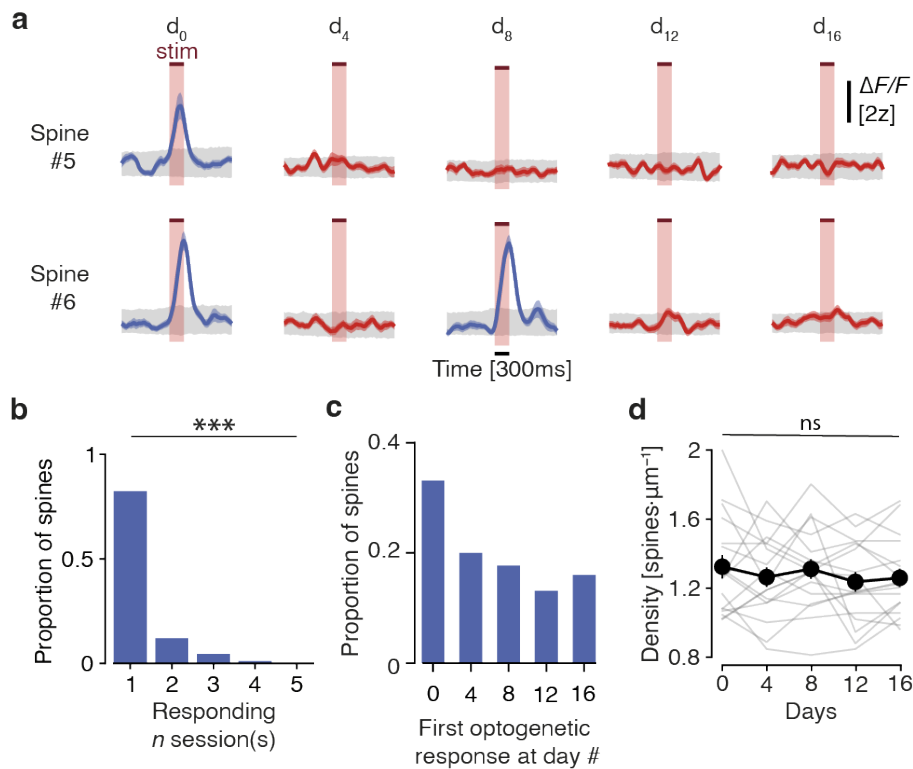 a
d₀ d₄ d₈ d₁₂ d₁₆
stim
ΔF/F
[2z]
Spine
#5
Spine
#6
Time [300ms]
b
***
Proportion of spines
1
0.5
0
1 2 3 4 5
Responding
n session(s)
c
Proportion of spines
0.4
0.2
0
0 4 8 12 16
First optogenetic
response at day #
d
ns
Density [spines·μm⁻¹]
2
1.6
1.2
0.8
0 4 8 12 16
Days